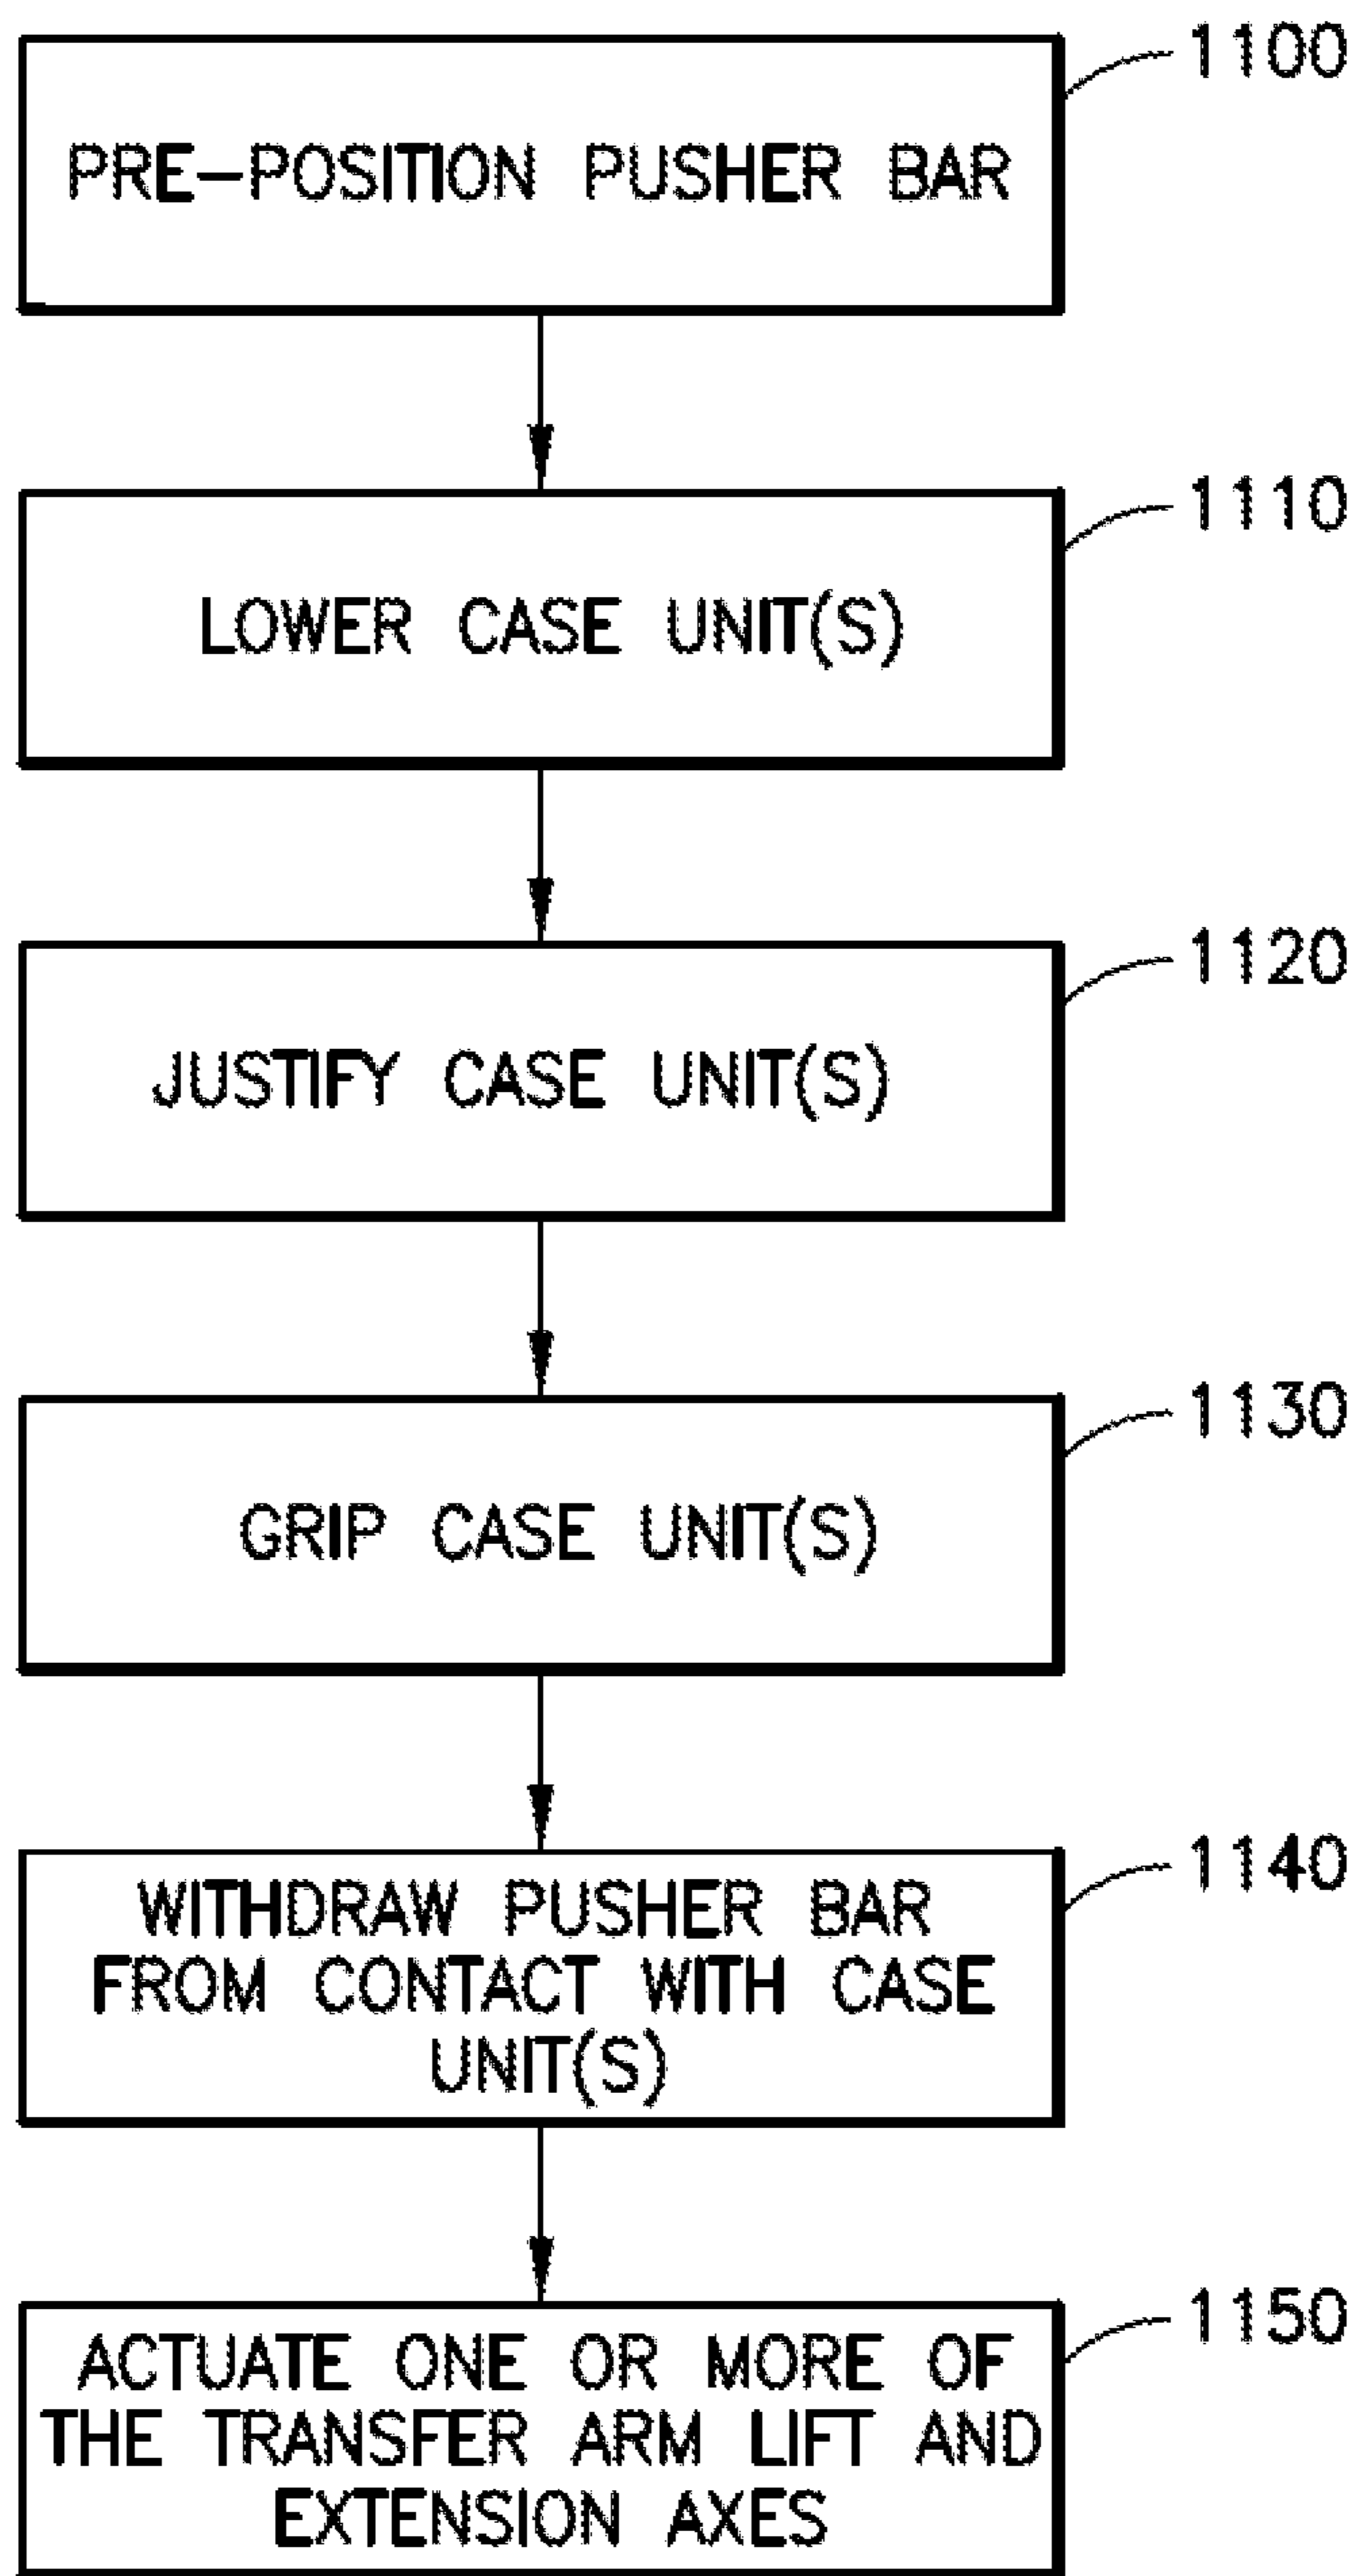 1100
PRE-POSITION PUSHER BAR
1110
LOWER CASE UNIT(S)
1120
JUSTIFY CASE UNIT(S)
1130
GRIP CASE UNIT(S)
1140
WITHDRAW PUSHER BAR
FROM CONTACT WITH CASE
UNIT(S)
1150
ACTUATE ONE OR MORE OF
THE TRANSFER ARM LIFT AND
EXTENSION AXES